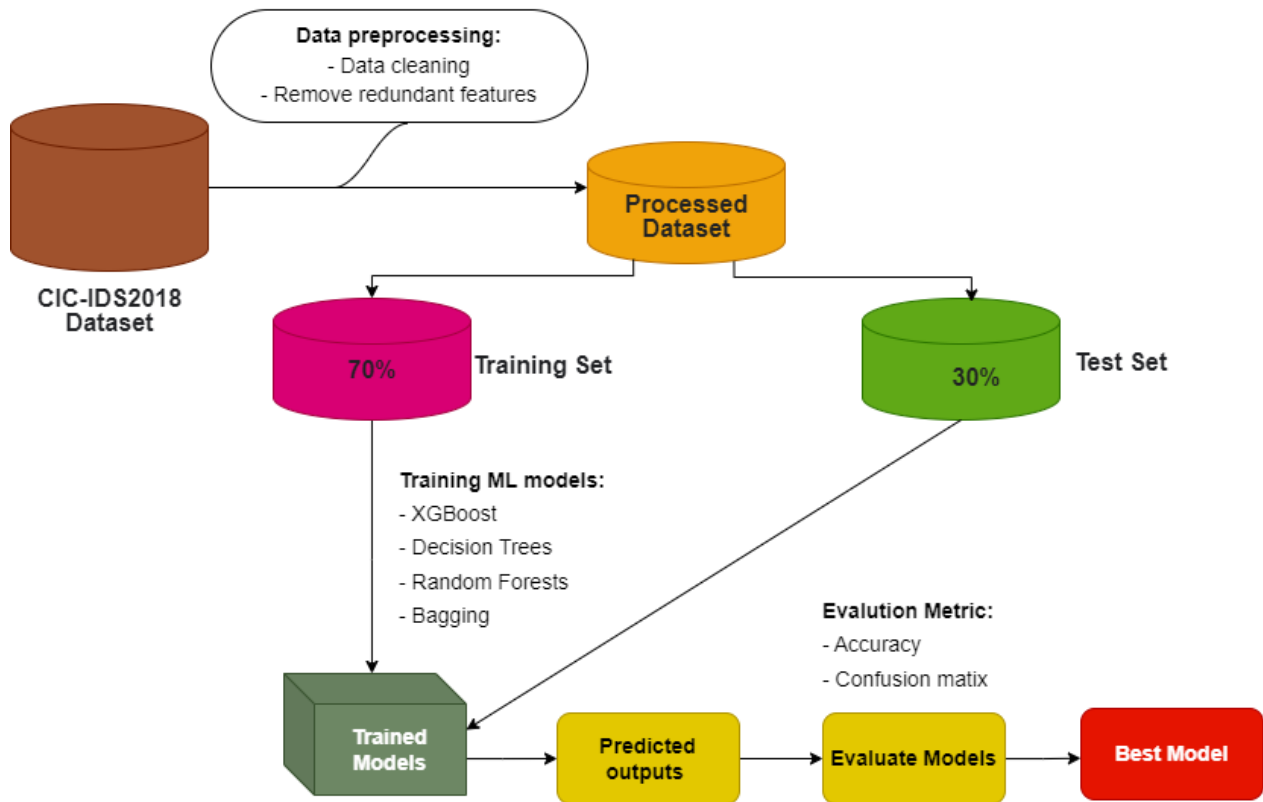 Data preprocessing:
- Data cleaning
- Remove redundant features
CIC-IDS2018
Dataset
Processed
Dataset
70%
Training Set
30%
Test Set
Training ML models:
- XGBoost
- Decision Trees
- Random Forests
- Bagging
Evalution Metric:
- Accuracy
- Confusion matix
Trained
Models
Predicted
outputs
Evaluate Models
Best Model